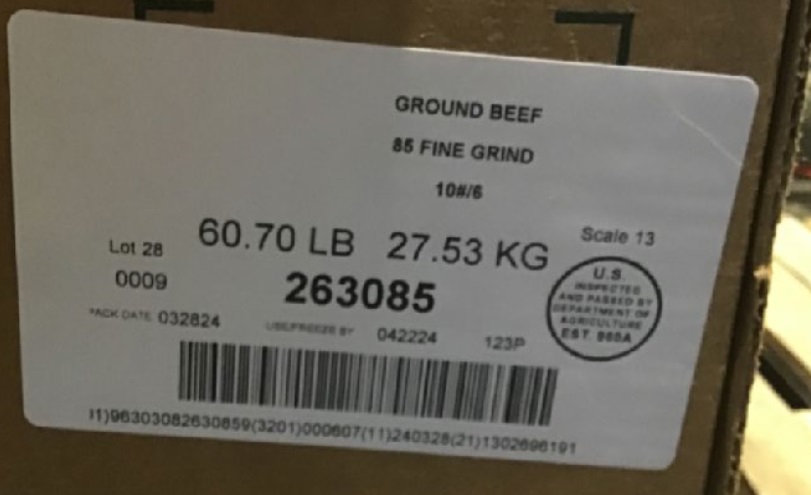 GROUND BEEF
85 FINE GRIND
10#/6
60.70 LB 27.53 KG
Scale 13
Lot 28
0009
263085
U.S.
INSPECTED
AND PASSED BY
DEPARTMENT OF
AGRICULTURE
EST. 969A
PACK DATE 032824
USE/FREEZE BY 042224
123P
1)96303082630859(3201)000607(11)240328(21)1302696191